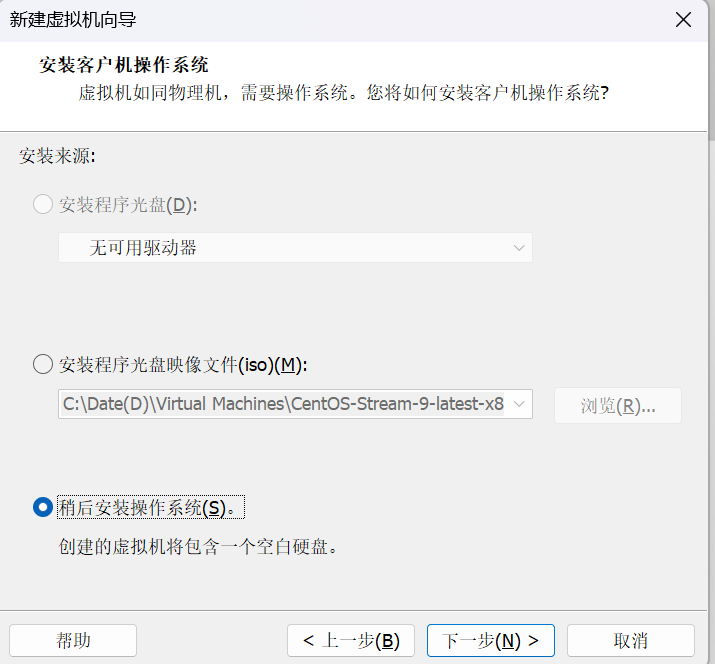 新建虚拟机向导
安装客户机操作系统
虚拟机如同物理机，需要操作系统。您将如何安装客户机操作系统?
安装来源:
安装程序光盘(D):
无可用驱动器
安装程序光盘映像文件(iso)(M):
C:\Date(D)\Virtual Machines\CentOS-Stream-9-latest-x8
浏览(R)...
稍后安装操作系统(S)。
创建的虚拟机将包含一个空白硬盘。
帮助
< 上一步(B)
下一步(N) >
取消